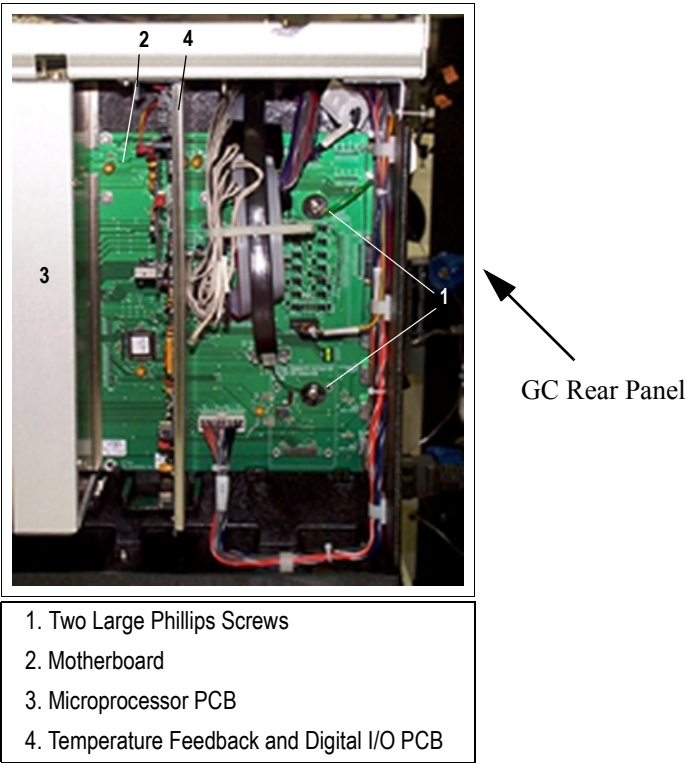 2 4
3
1
GC Rear Panel
1. Two Large Phillips Screws
2. Motherboard
3. Microprocessor PCB
4. Temperature Feedback and Digital I/O PCB